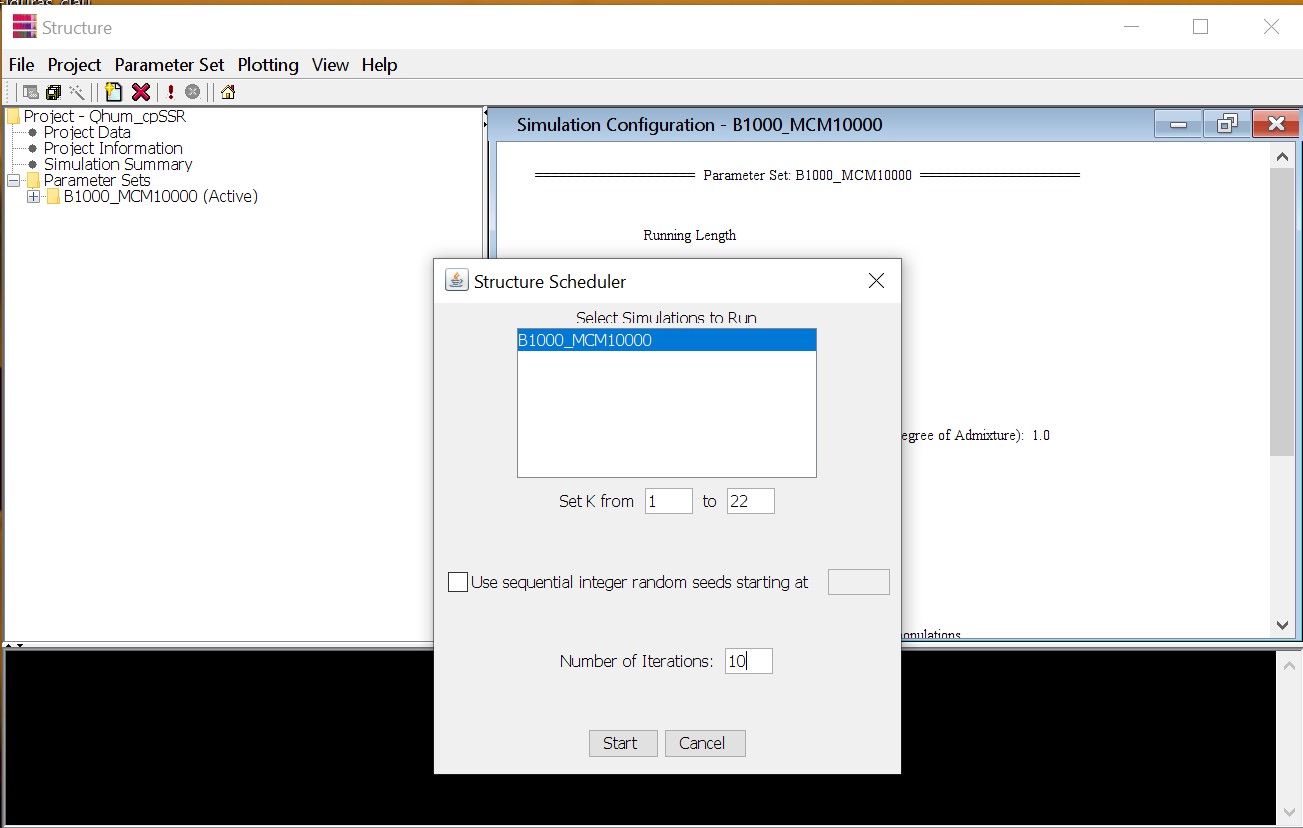 Structure
File Project Parameter Set Plotting View Help
Project - Qhum_cpSSR
Project Data
Project Information
Simulation Summary
Parameter Sets
B1000_MCM10000 (Active)
Simulation Configuration - B1000_MCM10000
Parameter Set: B1000_MCM10000
Running Length
egree of Admixture): 1.0
Structure Scheduler
Select Simulations to Run
B1000_MCM10000
Set K from 1 to 22
Use sequential integer random seeds starting at
Number of Iterations: 10
Start Cancel